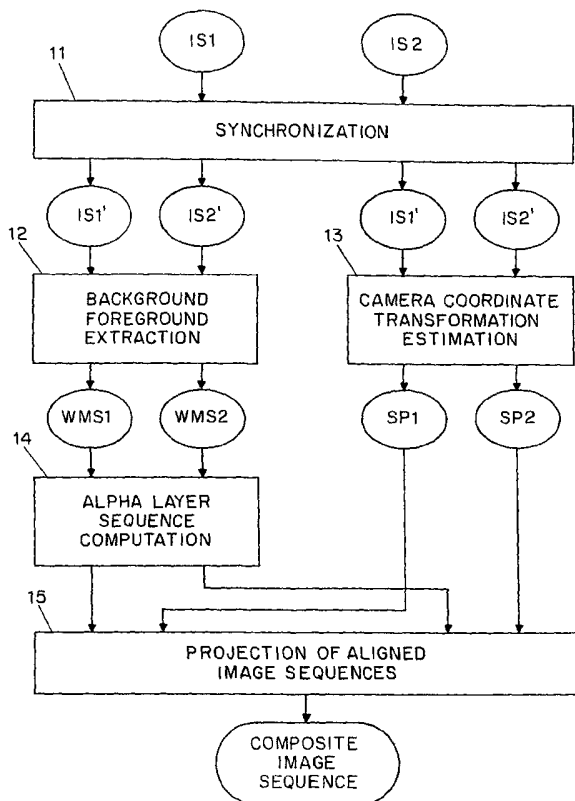 IS1
IS2
11
SYNCHRONIZATION
IS1'
IS2'
IS1'
IS2'
12
13
BACKGROUND
FOREGROUND
EXTRACTION
CAMERA COORDINATE
TRANSFORMATION
ESTIMATION
WMS1
WMS2
SP1
SP2
14
ALPHA LAYER
SEQUENCE
COMPUTATION
15
PROJECTION OF ALIGNED
IMAGE SEQUENCES
COMPOSITE
IMAGE
SEQUENCE